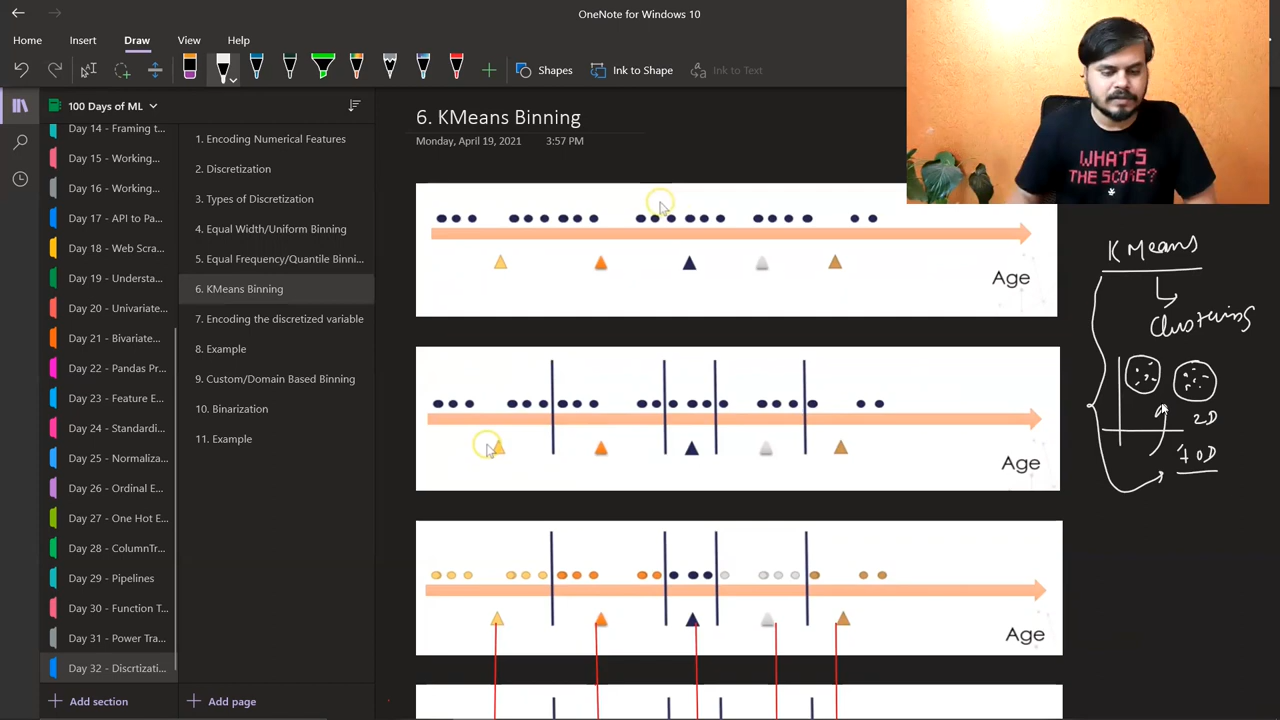 OneNote for Windows 10
Home Insert Draw View Help
Shapes Ink to Shape Ink to Text
100 Days of ML
Day 14 - Framing t...
Day 15 - Working...
Day 16 - Working...
Day 17 - API to Pa...
Day 18 - Web Scra...
Day 19 - Understa...
Day 20 - Univariate...
Day 21 - Bivariate...
Day 22 - Pandas Pr...
Day 23 - Feature E...
Day 24 - Standardi...
Day 25 - Normaliza...
Day 26 - Ordinal E...
Day 27 - One Hot E...
Day 28 - ColumnTr...
Day 29 - Pipelines
Day 30 - Function T...
Day 31 - Power Tra...
Day 32 - Discrtizati...
Add section
1. Encoding Numerical Features
2. Discretization
3. Types of Discretization
4. Equal Width/Uniform Binning
5. Equal Frequency/Quantile Binni...
6. KMeans Binning
7. Encoding the discretized variable
8. Example
9. Custom/Domain Based Binning
10. Binarization
11. Example
Add page
6. KMeans Binning
Monday, April 19, 2021 3:57 PM
Age
Age
Age
KMeans
Clustering
2D
10D
WHAT'S
THE SCORE?